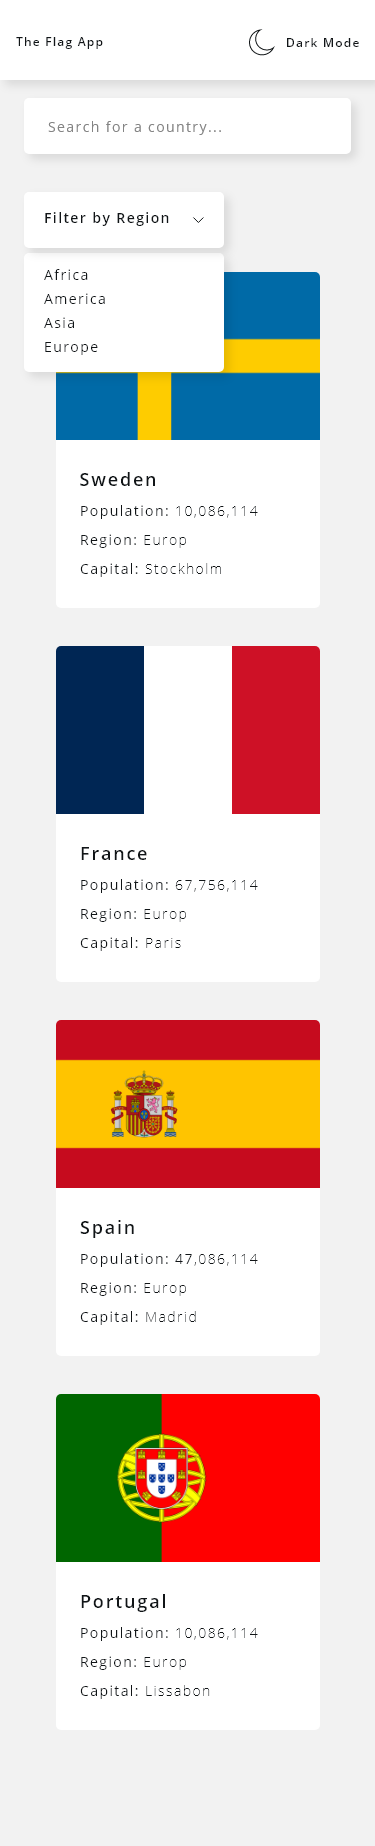 The Flag App
Dark Mode
Search for a country...
Filter by Region
Africa
America
Asia
Europe
Sweden
Population: 10,086,114
Region: Europ
Capital: Stockholm
France
Population: 67,756,114
Region: Europ
Capital: Paris
Spain
Population: 47,086,114
Region: Europ
Capital: Madrid
Portugal
Population: 10,086,114
Region: Europ
Capital: Lissabon